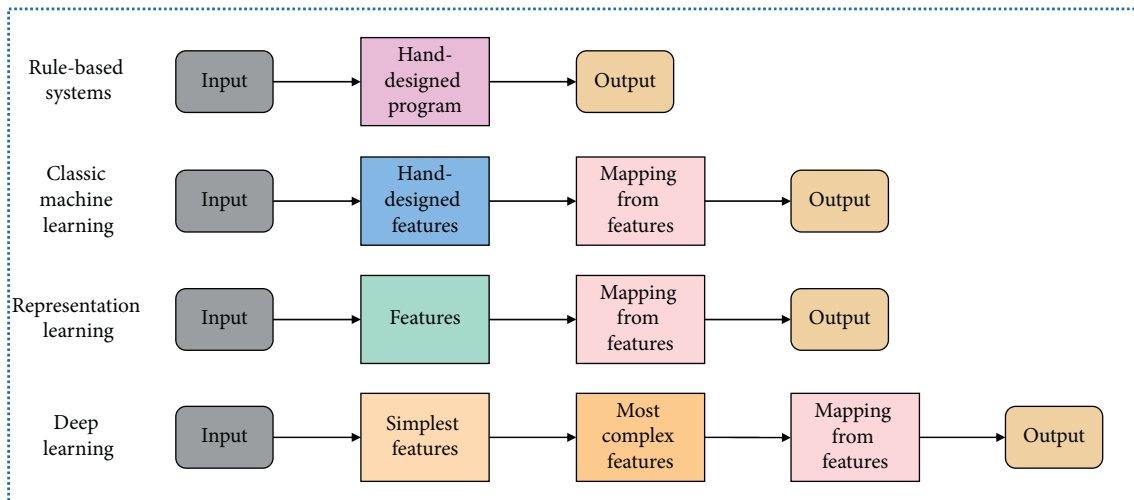 Rule-based
systems
Input
Hand-
designed
program
Output
Classic
machine
learning
Input
Hand-
designed
features
Mapping
from
features
Output
Representation
learning
Input
Features
Mapping
from
features
Output
Deep
learning
Input
Simplest
features
Most
complex
features
Mapping
from
features
Output